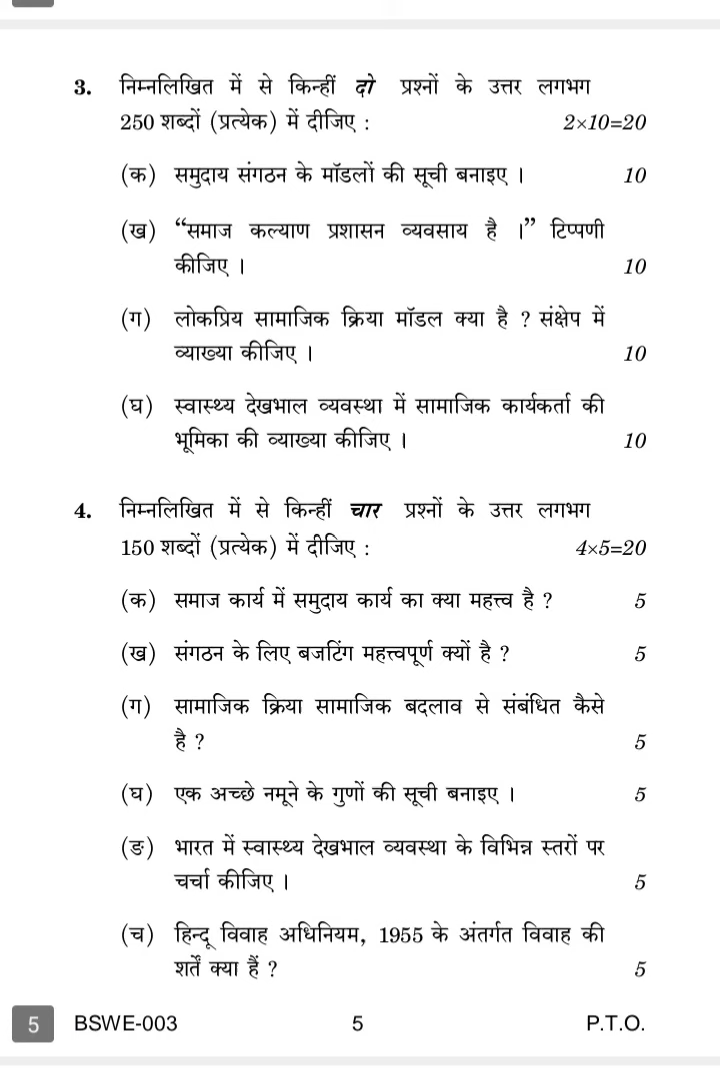 3. निम्नलिखित में से किन्हीं दो प्रश्नों के उत्तर लगभग
250 शब्दों (प्रत्येक) में दीजिए : 2×10=20
(क) समुदाय संगठन के मॉडलों की सूची बनाइए । 10
(ख) “समाज कल्याण प्रशासन व्यवसाय है ।” टिप्पणी
कीजिए । 10
(ग) लोकप्रिय सामाजिक क्रिया मॉडल क्या है ? संक्षेप में
व्याख्या कीजिए । 10
(घ) स्वास्थ्य देखभाल व्यवस्था में सामाजिक कार्यकर्ता की
भूमिका की व्याख्या कीजिए । 10
4. निम्नलिखित में से किन्हीं चार प्रश्नों के उत्तर लगभग
150 शब्दों (प्रत्येक) में दीजिए : 4×5=20
(क) समाज कार्य में समुदाय कार्य का क्या महत्त्व है ? 5
(ख) संगठन के लिए बजटिंग महत्त्वपूर्ण क्यों है ? 5
(ग) सामाजिक क्रिया सामाजिक बदलाव से संबंधित कैसे
है ? 5
(घ) एक अच्छे नमूने के गुणों की सूची बनाइए । 5
(ङ) भारत में स्वास्थ्य देखभाल व्यवस्था के विभिन्न स्तरों पर
चर्चा कीजिए । 5
(च) हिन्दू विवाह अधिनियम, 1955 के अंतर्गत विवाह की
शर्तें क्या हैं ? 5
5 BSWE-003 5 P.T.O.